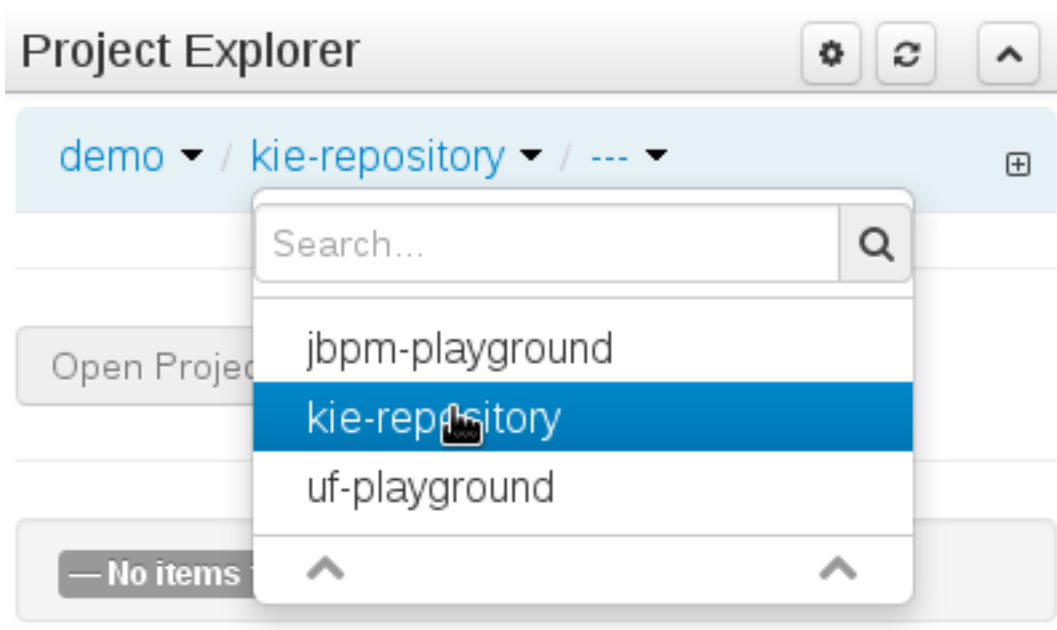 Project Explorer
demo / kie-repository / ---
Search...
jbpm-playground
Open Projec
kie-repository
uf-playground
— No items